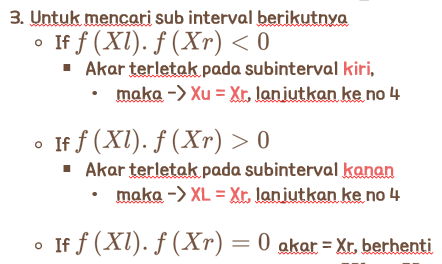 3. Untuk mencari sub interval berikutnya
If f (Xl). f (Xr) < 0
Akar terletak pada subinterval kiri,
maka -> Xu = Xr, lanjutkan ke no 4
If f (Xl). f (Xr) > 0
Akar terletak pada subinterval kanan
maka -> XL = Xr, lanjutkan ke no 4
If f (Xl). f (Xr) = 0 akar = Xr, berhenti